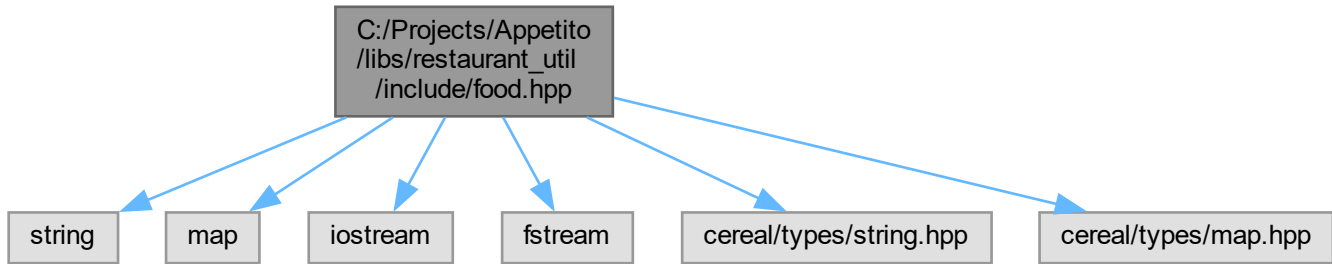 C:/Projects/Appetito
/libs/restaurant_util
/include/food.hpp
string
map
iostream
fstream
cereal/types/string.hpp
cereal/types/map.hpp